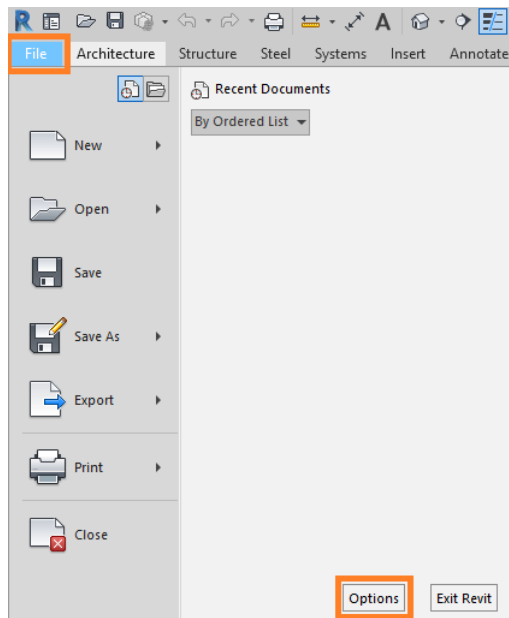 R A
File Architecture Structure Steel Systems Insert Annotate
Recent Documents
By Ordered List
New
Open
Save
Save As
Export
Print
Close
Options Exit Revit